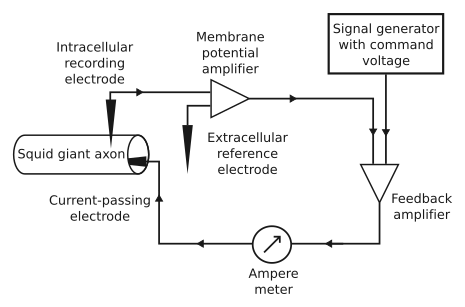 Membrane
potential
amplifier
Signal generator
with command
voltage
Intracellular
recording
electrode
Extracellular
reference
electrode
Squid giant axon
Current-passing
electrode
Feedback
amplifier
Ampere
meter